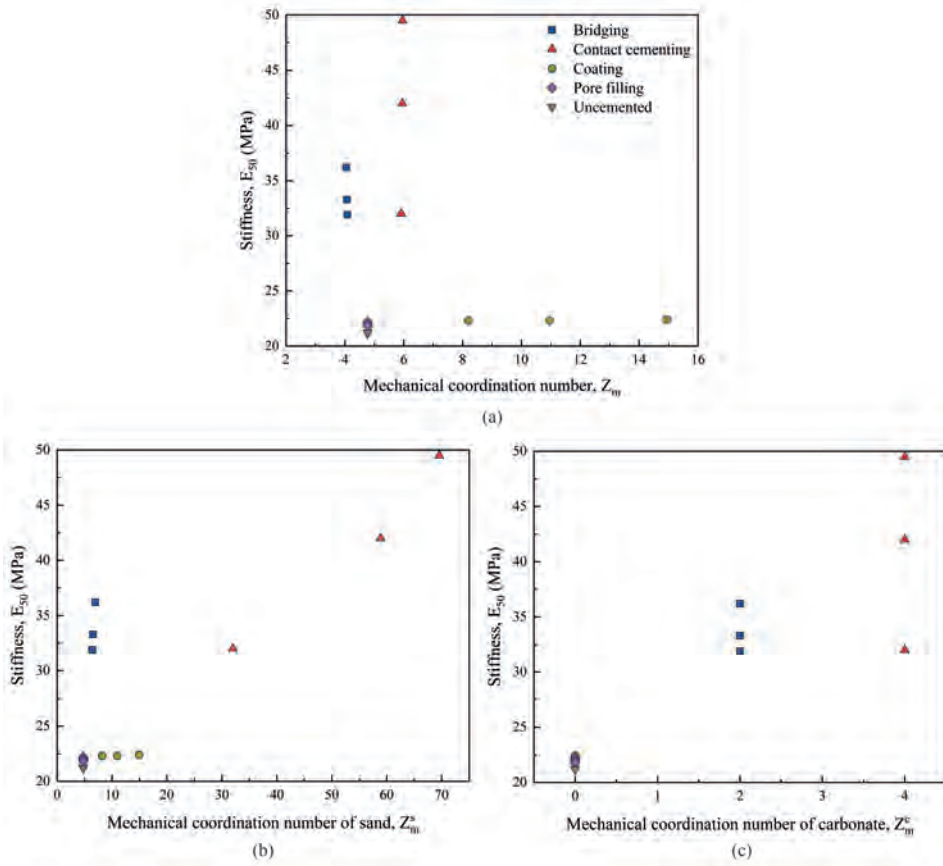 50
45
40
35
30
25
20
Stiffness, E₅₀ (MPa)
Bridging
Contact cementing
Coating
Pore filling
Uncemented
2 4 6 8 10 12 14 16
Mechanical coordination number, Zₘ
(a)
50
45
40
35
30
25
20
Stiffness, E₅₀ (MPa)
0 10 20 30 40 50 60 70
Mechanical coordination number of sand, Zₘˢ
(b)
50
45
40
35
30
25
20
Stiffness, E₅₀ (MPa)
0 1 2 3 4
Mechanical coordination number of carbonate, Zₘᶜ
(c)